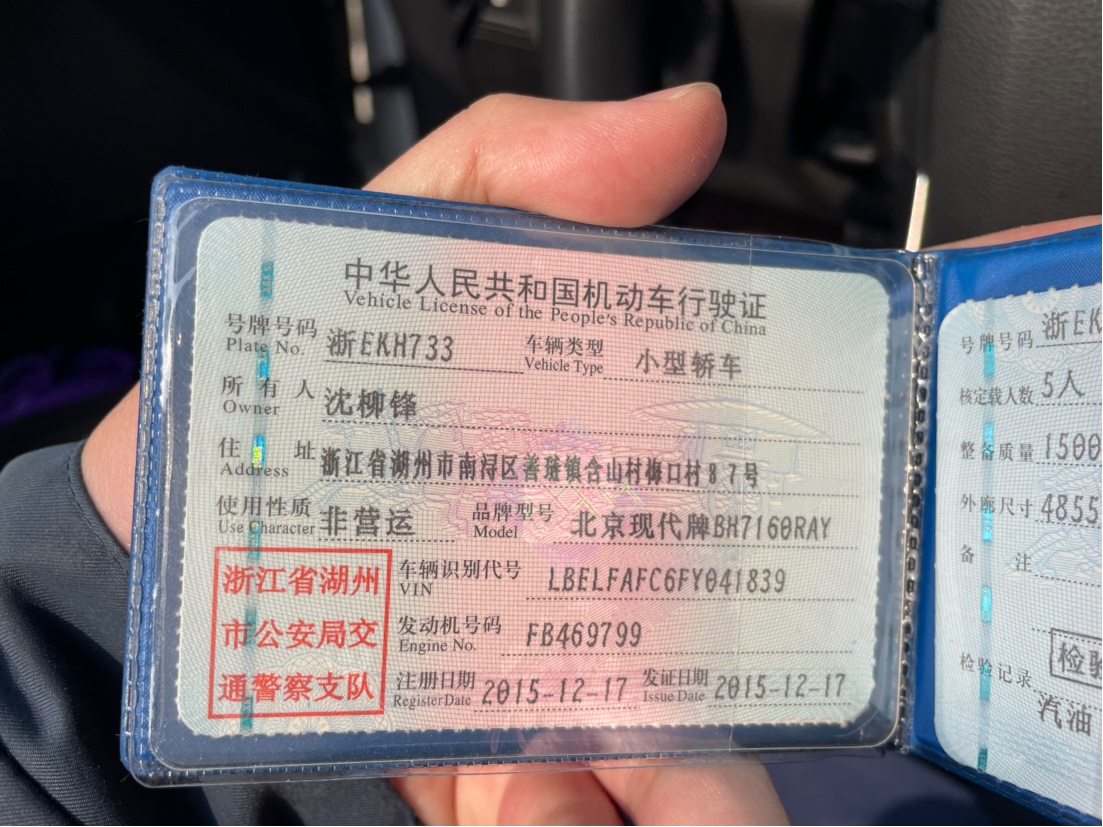 中华人民共和国机动车行驶证
Vehicle License of the People's Republic of China
号牌号码 浙EKH733 车辆类型 小型轿车
Plate No. Vehicle Type
所有人 沈柳锋
Owner
住址 浙江省湖州市南浔区善琏镇含山村梅口村87号
Address
使用性质 非营运 品牌型号 北京现代牌BH7160RAY
Use Character Model
浙江省湖州
市公安局交
通警察支队
车辆识别代号 LBELFAFC6FY041839
VIN
发动机号码 FB469799
Engine No.
注册日期 2015-12-17 发证日期 2015-12-17
Register Date Issue Date
号牌号码 浙EK
核定载人数 5人
整备质量 1500
外廓尺寸 4855
备注
检验记录
检验
汽油